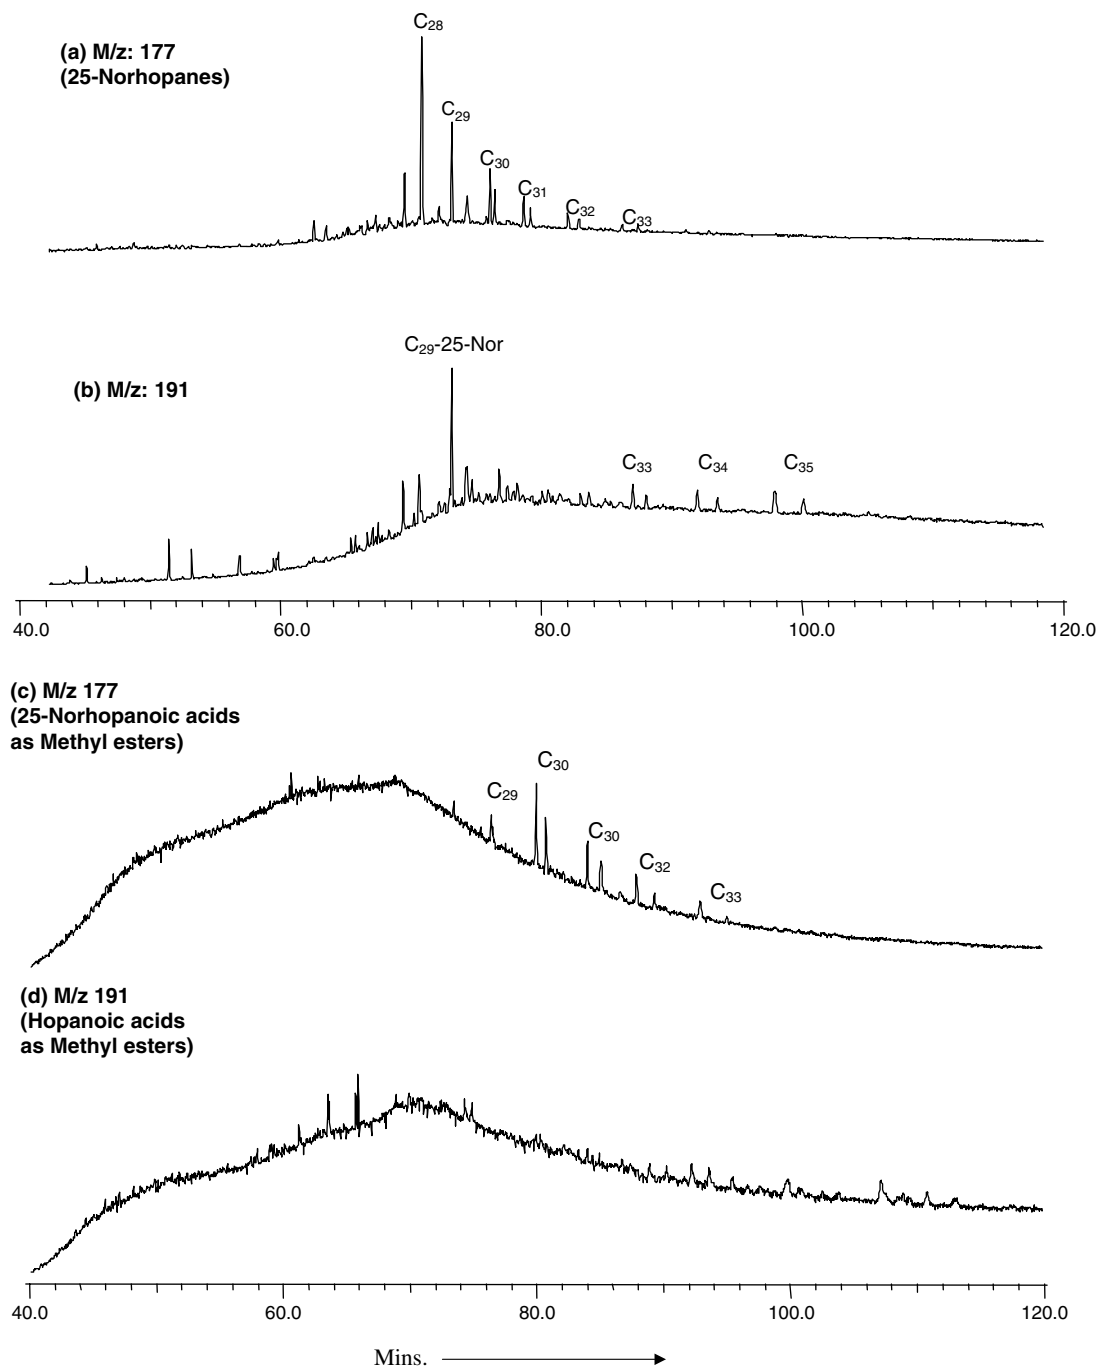 C₂₈
(a) M/z: 177
(25-Norhopanes)
C₂₉
C₃₀
C₃₁
C₃₂
C₃₃
C₂₉-25-Nor
(b) M/z: 191
C₃₃ C₃₄ C₃₅
40.0 60.0 80.0 100.0 120.0
(c) M/z 177
(25-Norhopanoic acids
as Methyl esters)
C₃₀
C₂₉
C₃₀
C₃₂
C₃₃
(d) M/z 191
(Hopanoic acids
as Methyl esters)
40.0 60.0 80.0 100.0 120.0
Mins.